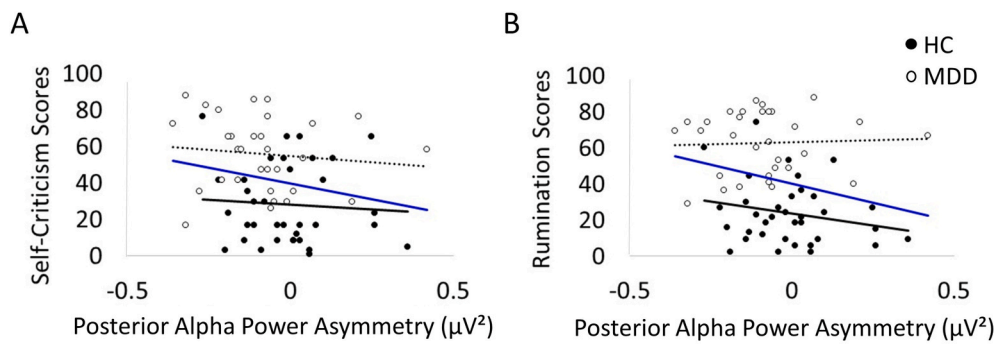 A
Self-Criticism Scores
100
80
60
40
20
0
-0.5
0
0.5
Posterior Alpha Power Asymmetry (µV²)
B
HC
MDD
Rumination Scores
100
80
60
40
20
0
-0.5
0
0.5
Posterior Alpha Power Asymmetry (µV²)